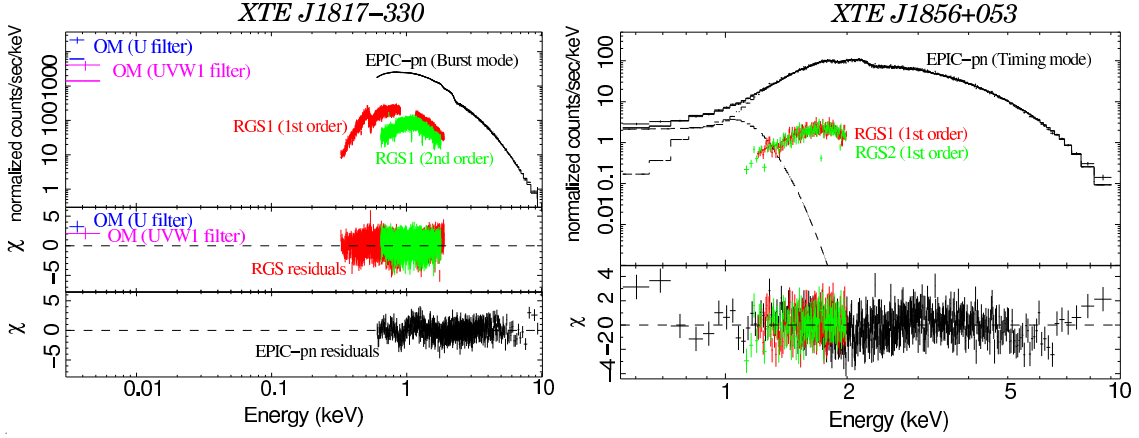 XTE J1817−330
normalized counts/sec/keV
1 10 100 1000
OM (U filter)
OM (UVW1 filter)
EPIC−pn (Burst mode)
RGS1 (1st order)
RGS1 (2nd order)
χ
5
0
−5
OM (U filter)
OM (UVW1 filter)
RGS residuals
χ
5
0
−5
EPIC−pn residuals
0.01 0.1 1 10
Energy (keV)
XTE J1856+053
normalized counts/sec/keV
100
10
1
0.1
0.01
EPIC−pn (Timing mode)
RGS1 (1st order)
RGS2 (1st order)
χ
4
2
0
−2
−4
1 2 5 10
Energy (keV)